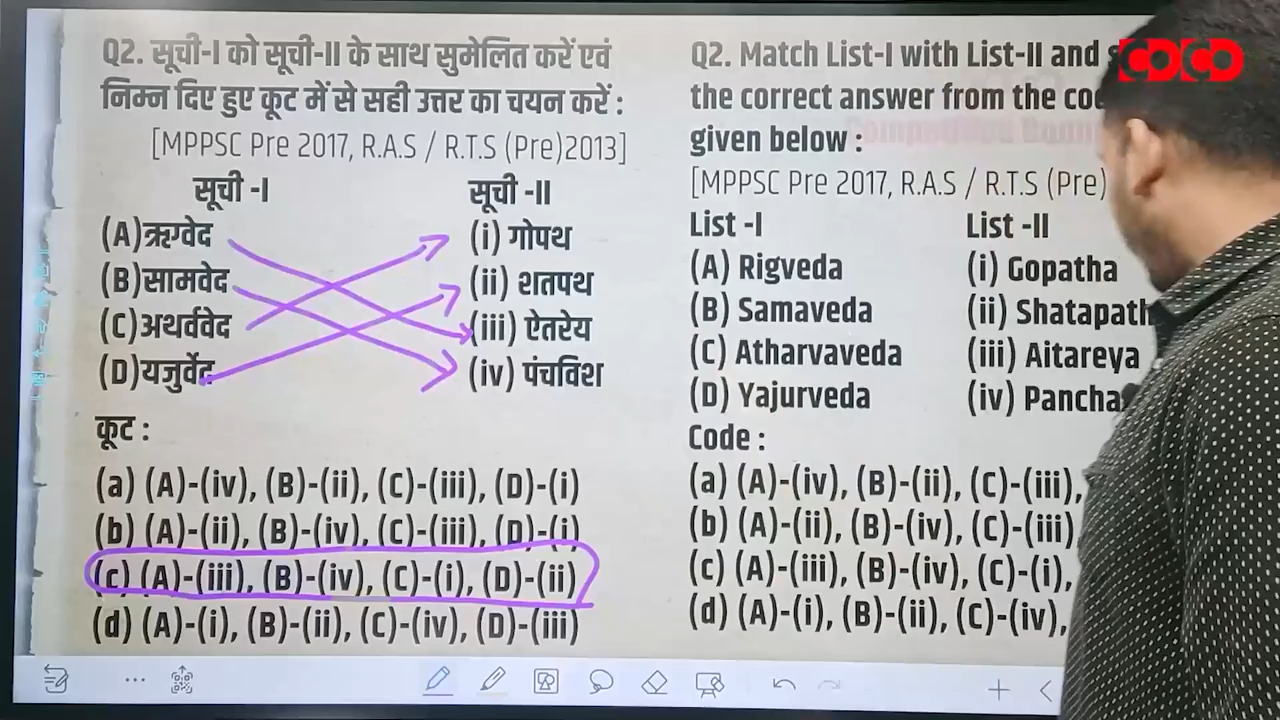 Q2. सूची-I को सूची-II के साथ सुमेलित करें एवं
निम्न दिए हुए कूट में से सही उत्तर का चयन करें :
[MPPSC Pre 2017, R.A.S / R.T.S (Pre)2013]
सूची -I सूची -II
(A)ऋग्वेद (i) गोपथ
(B)सामवेद (ii) शतपथ
(C)अथर्ववेद (iii) ऐतरेय
(D)यजुर्वेद (iv) पंचविश
कूट :
(a) (A)-(iv), (B)-(ii), (C)-(iii), (D)-(i)
(b) (A)-(ii), (B)-(iv), (C)-(iii), (D)-(i)
(c) (A)-(iii), (B)-(iv), (C)-(i), (D)-(ii)
(d) (A)-(i), (B)-(ii), (C)-(iv), (D)-(iii)
Q2. Match List-I with List-II and
the correct answer from the
given below :
[MPPSC Pre 2017, R.A.S / R.T.S (Pre)
List -I List -II
(A) Rigveda (i) Gopatha
(B) Samaveda (ii)
(C) Atharvaveda (iii) Aitareya
(D) Yajurveda (iv)
Code :
(a) (A)-(iv), (B)-(ii), (C)-(iii),
(b) (A)-(ii), (B)-(iv), (C)-(iii)
(c) (A)-(iii), (B)-(iv), (C)-(i),
(d) (A)-(i), (B)-(ii), (C)-(iv),
COCO